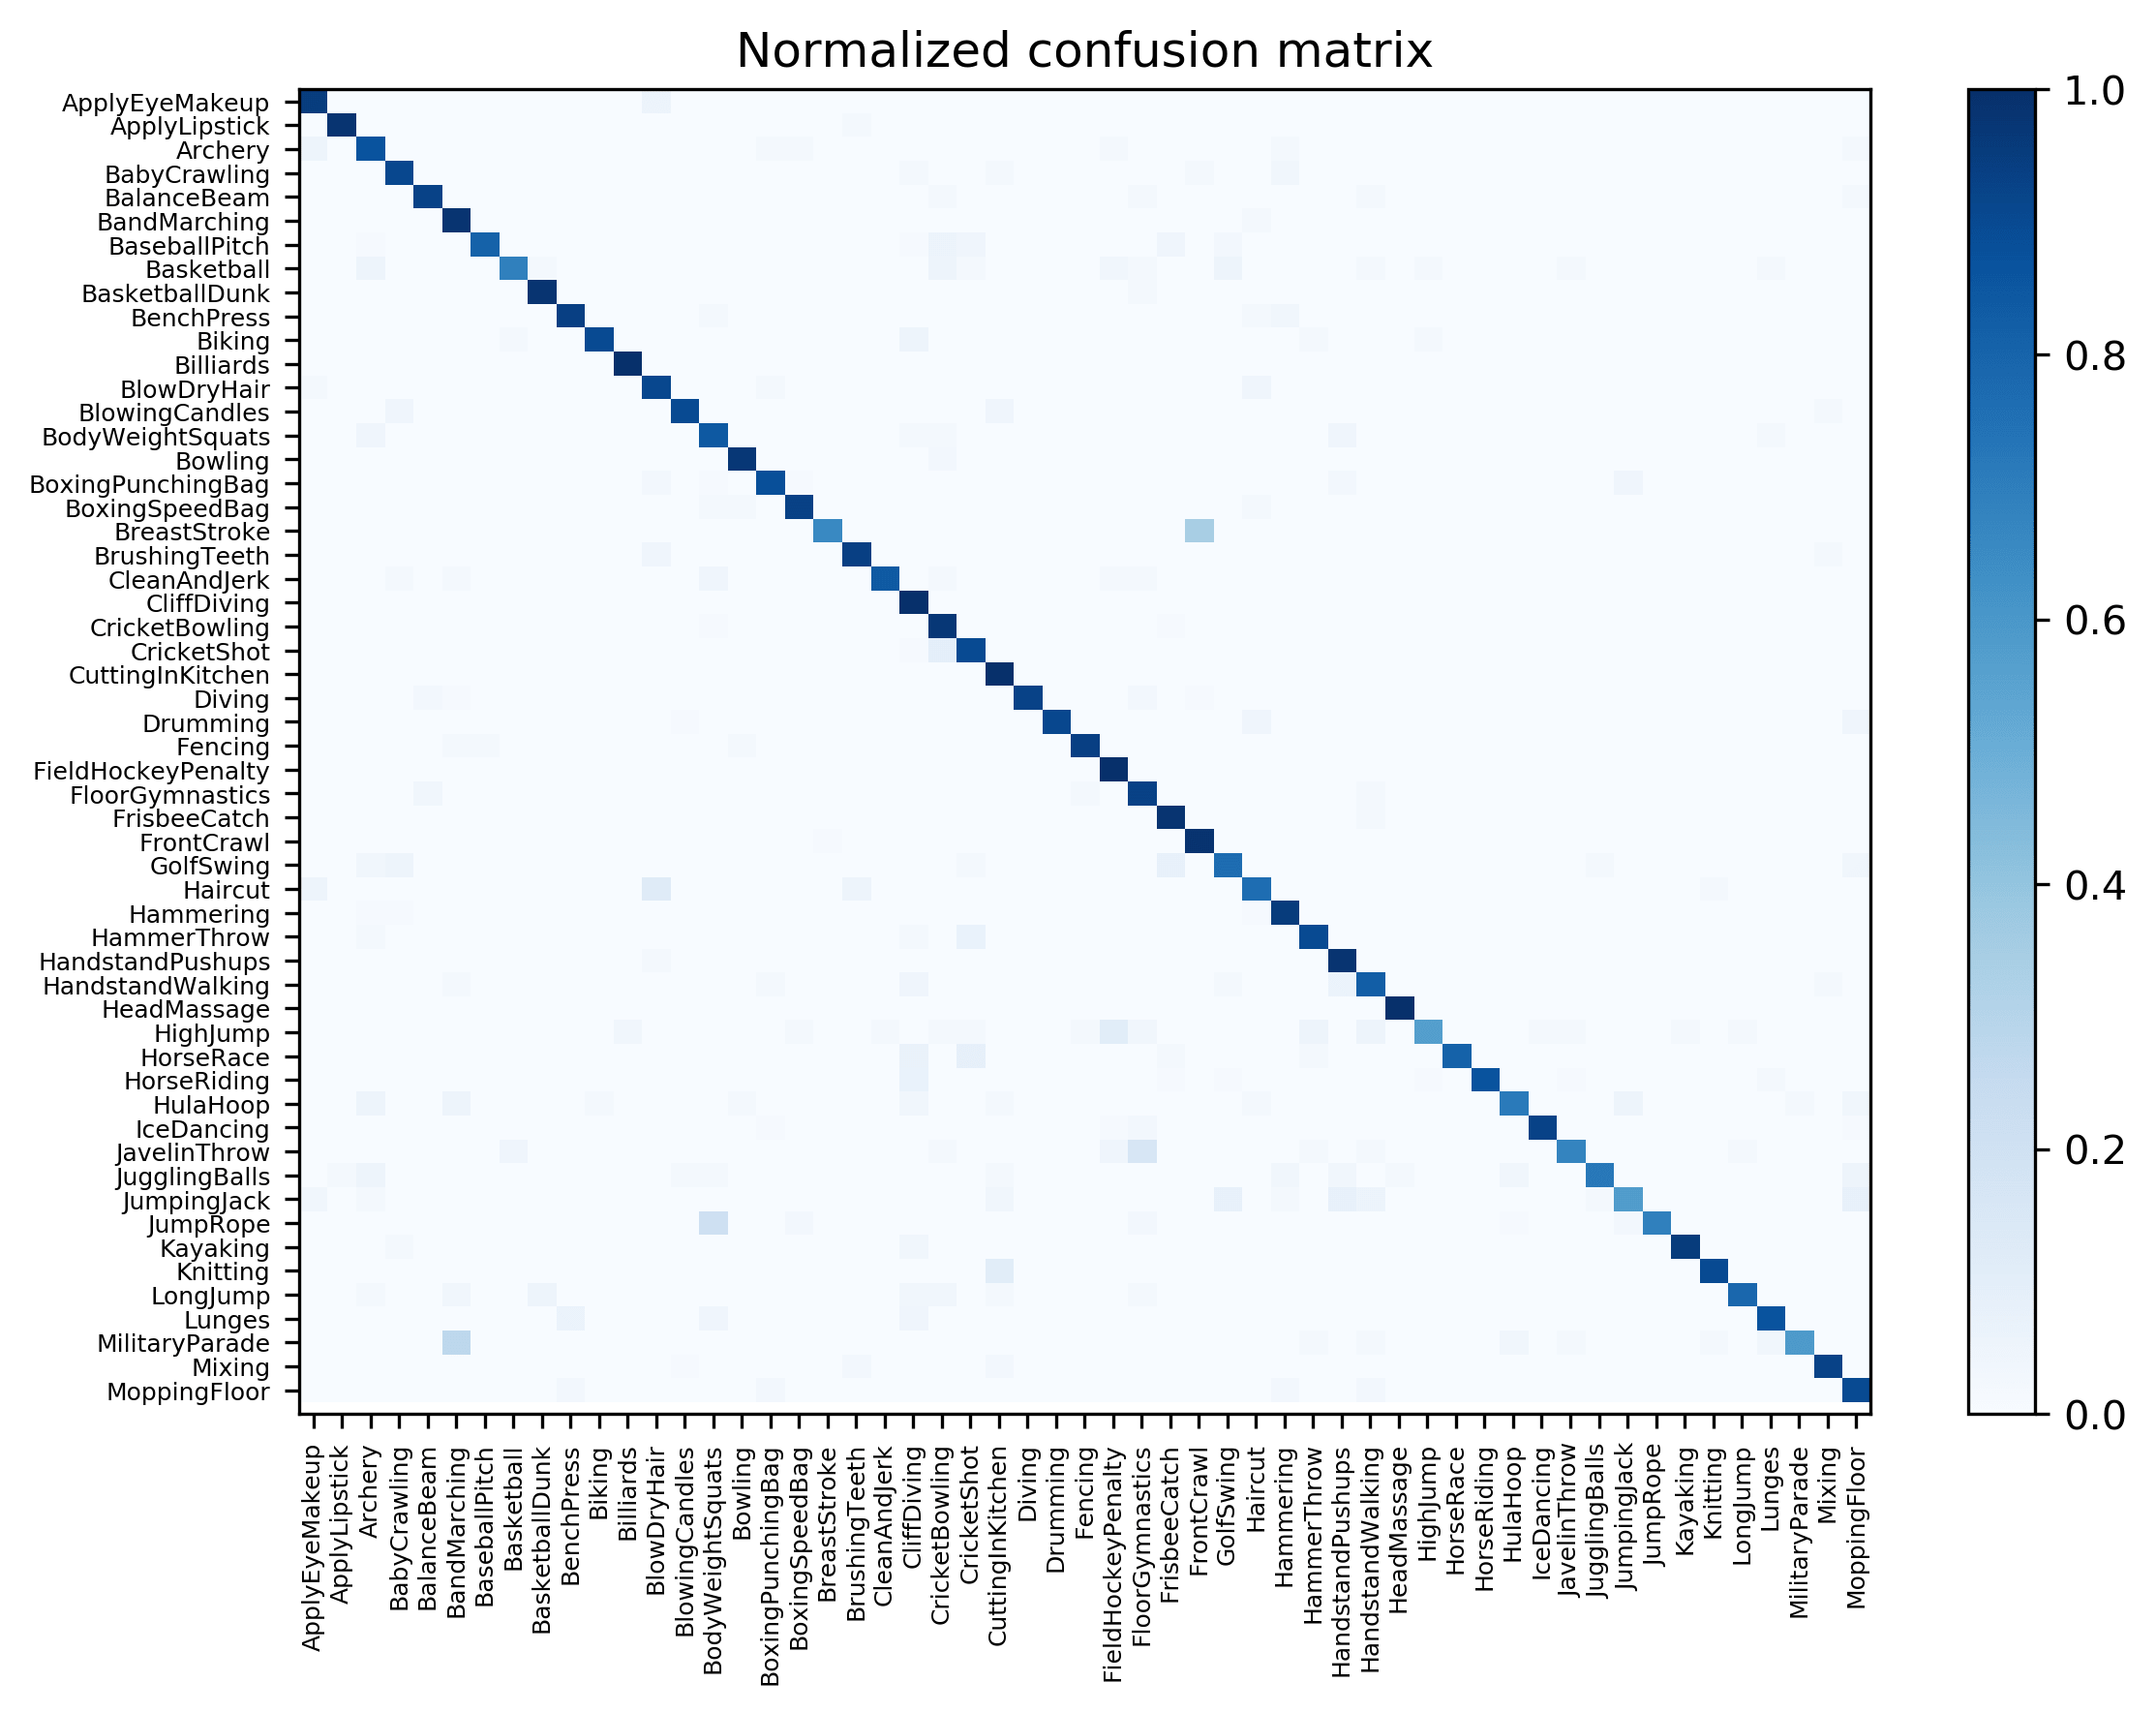 Normalized confusion matrix
ApplyEyeMakeup
ApplyLipstick
Archery
BabyCrawling
BalanceBeam
BandMarching
BaseballPitch
Basketball
BasketballDunk
BenchPress
Biking
Billiards
BlowDryHair
BlowingCandles
BodyWeightSquats
Bowling
BoxingPunchingBag
BoxingSpeedBag
BreastStroke
BrushingTeeth
CleanAndJerk
CliffDiving
CricketBowling
CricketShot
CuttingInKitchen
Diving
Drumming
Fencing
FieldHockeyPenalty
FloorGymnastics
FrisbeeCatch
FrontCrawl
GolfSwing
Haircut
Hammering
HammerThrow
HandstandPushups
HandstandWalking
HeadMassage
HighJump
HorseRace
HorseRiding
HulaHoop
IceDancing
JavelinThrow
JugglingBalls
JumpingJack
JumpRope
Kayaking
Knitting
LongJump
Lunges
MilitaryParade
Mixing
MoppingFloor
ApplyEyeMakeup
ApplyLipstick
Archery
BabyCrawling
BalanceBeam
BandMarching
BaseballPitch
Basketball
BasketballDunk
BenchPress
Biking
Billiards
BlowDryHair
BlowingCandles
BodyWeightSquats
Bowling
BoxingPunchingBag
BoxingSpeedBag
BreastStroke
BrushingTeeth
CleanAndJerk
CliffDiving
CricketBowling
CricketShot
CuttingInKitchen
Diving
Drumming
Fencing
FieldHockeyPenalty
FloorGymnastics
FrisbeeCatch
FrontCrawl
GolfSwing
Haircut
Hammering
HammerThrow
HandstandPushups
HandstandWalking
HeadMassage
HighJump
HorseRace
HorseRiding
HulaHoop
IceDancing
JavelinThrow
JugglingBalls
JumpingJack
JumpRope
Kayaking
Knitting
LongJump
Lunges
MilitaryParade
Mixing
MoppingFloor
1.0
0.8
0.6
0.4
0.2
0.0